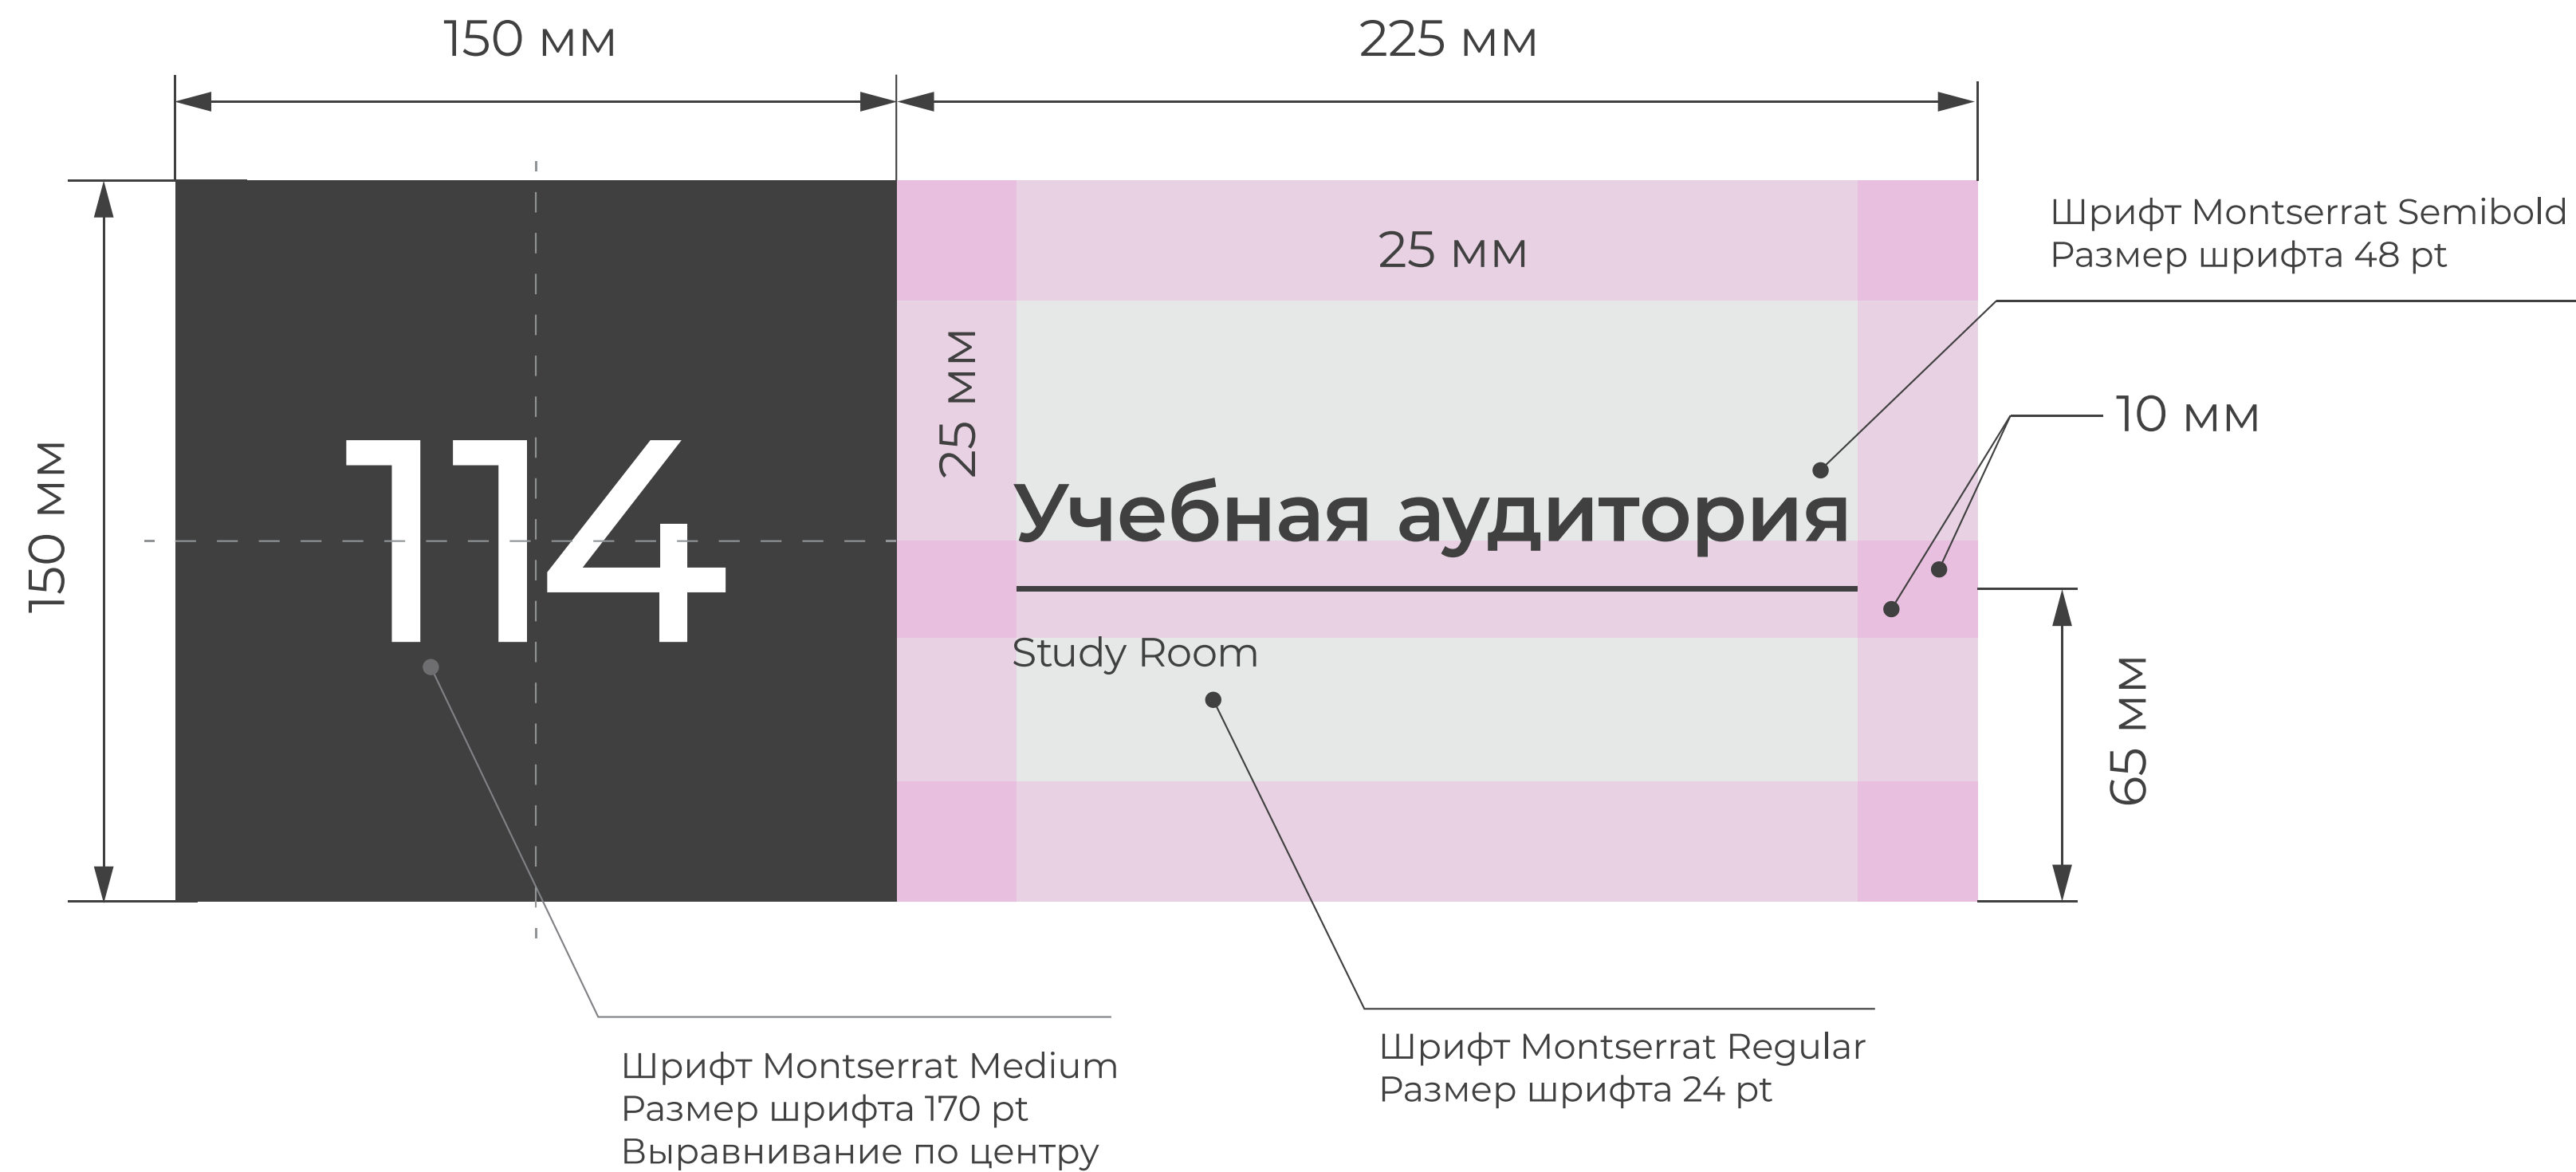 150 мм
225 мм
Шрифт Montserrat Semibold
Размер шрифта 48 pt
25 мм
25 мм
10 мм
150 мм
114
Учебная аудитория
Study Room
65 мм
Шрифт Montserrat Medium
Размер шрифта 170 pt
Выравнивание по центру
Шрифт Montserrat Regular
Размер шрифта 24 pt